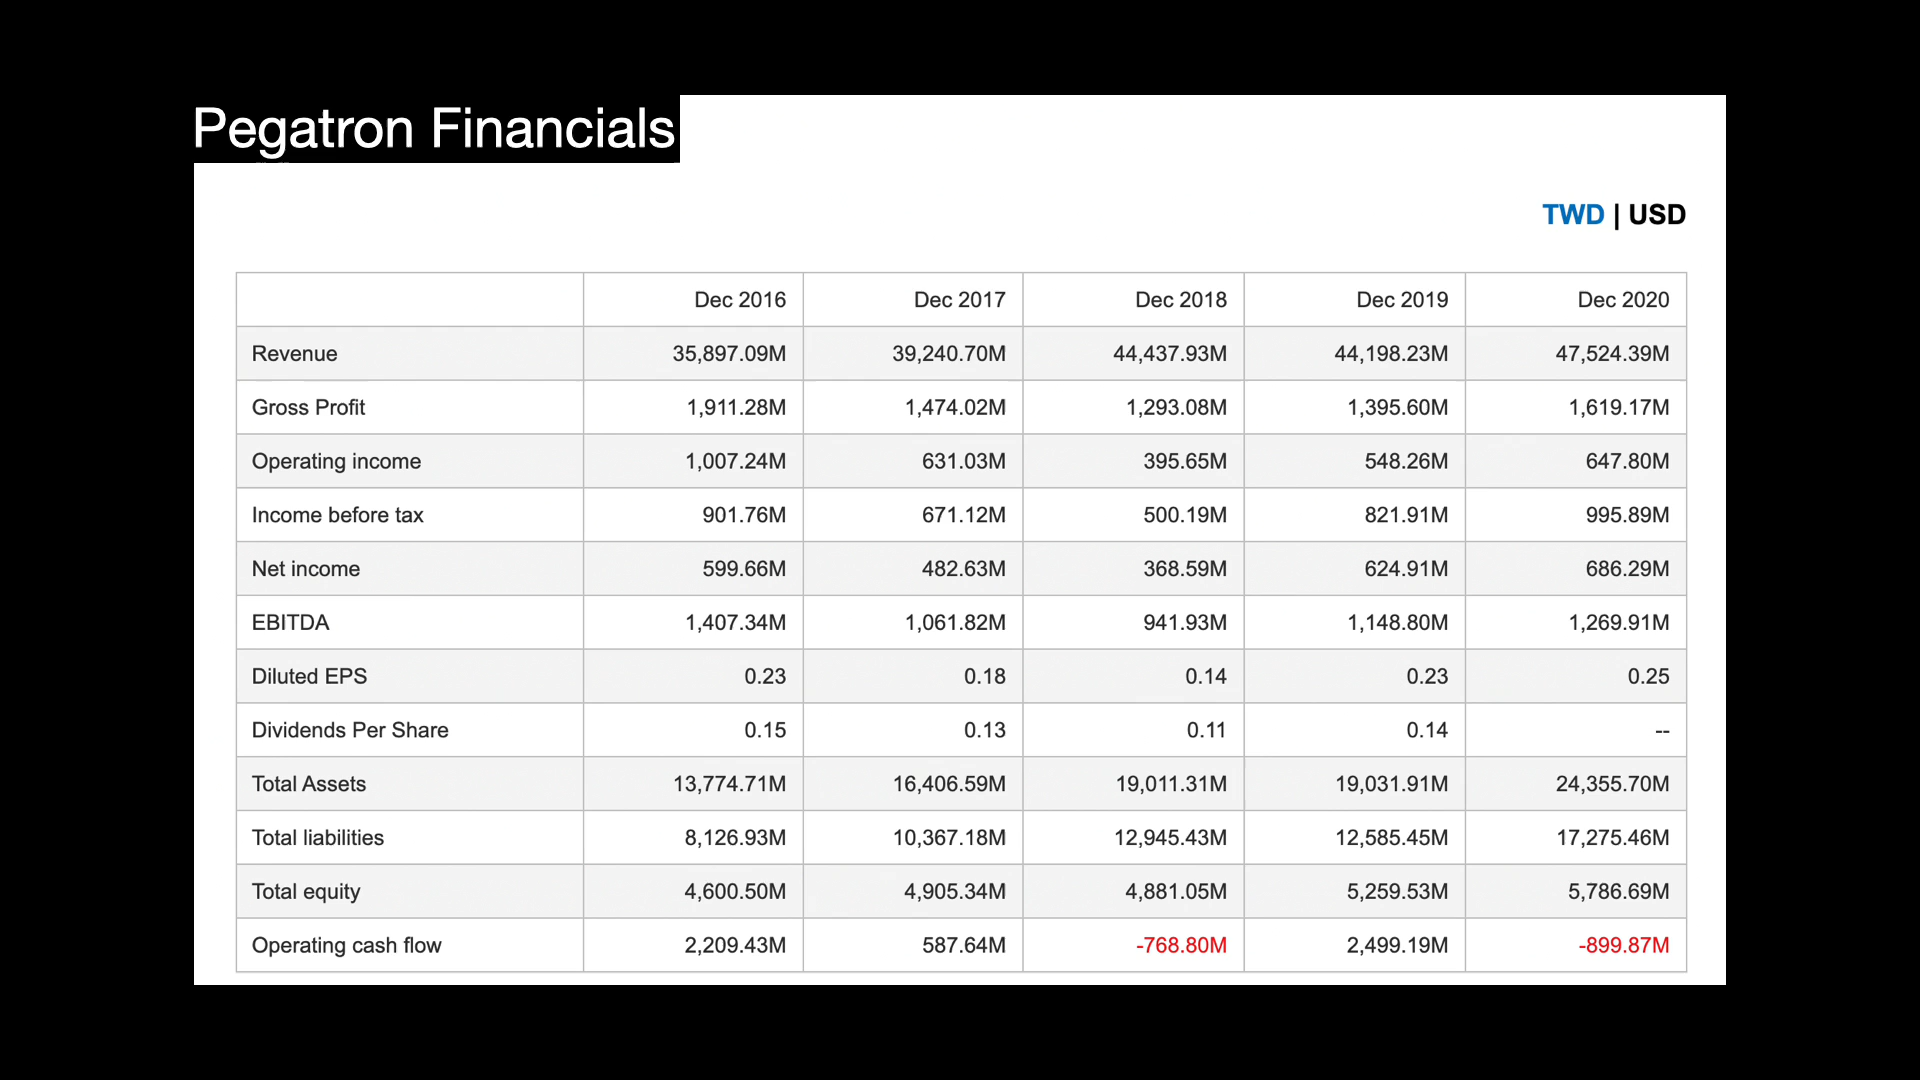 Pegatron Financials
TWD | USD
Dec 2016 Dec 2017 Dec 2018 Dec 2019 Dec 2020
Revenue 35,897.09M 39,240.70M 44,437.93M 44,198.23M 47,524.39M
Gross Profit 1,911.28M 1,474.02M 1,293.08M 1,395.60M 1,619.17M
Operating income 1,007.24M 631.03M 395.65M 548.26M 647.80M
Income before tax 901.76M 671.12M 500.19M 821.91M 995.89M
Net income 599.66M 482.63M 368.59M 624.91M 686.29M
EBITDA 1,407.34M 1,061.82M 941.93M 1,148.80M 1,269.91M
Diluted EPS 0.23 0.18 0.14 0.23 0.25
Dividends Per Share 0.15 0.13 0.11 0.14 --
Total Assets 13,774.71M 16,406.59M 19,011.31M 19,031.91M 24,355.70M
Total liabilities 8,126.93M 10,367.18M 12,945.43M 12,585.45M 17,275.46M
Total equity 4,600.50M 4,905.34M 4,881.05M 5,259.53M 5,786.69M
Operating cash flow 2,209.43M 587.64M -768.80M 2,499.19M -899.87M